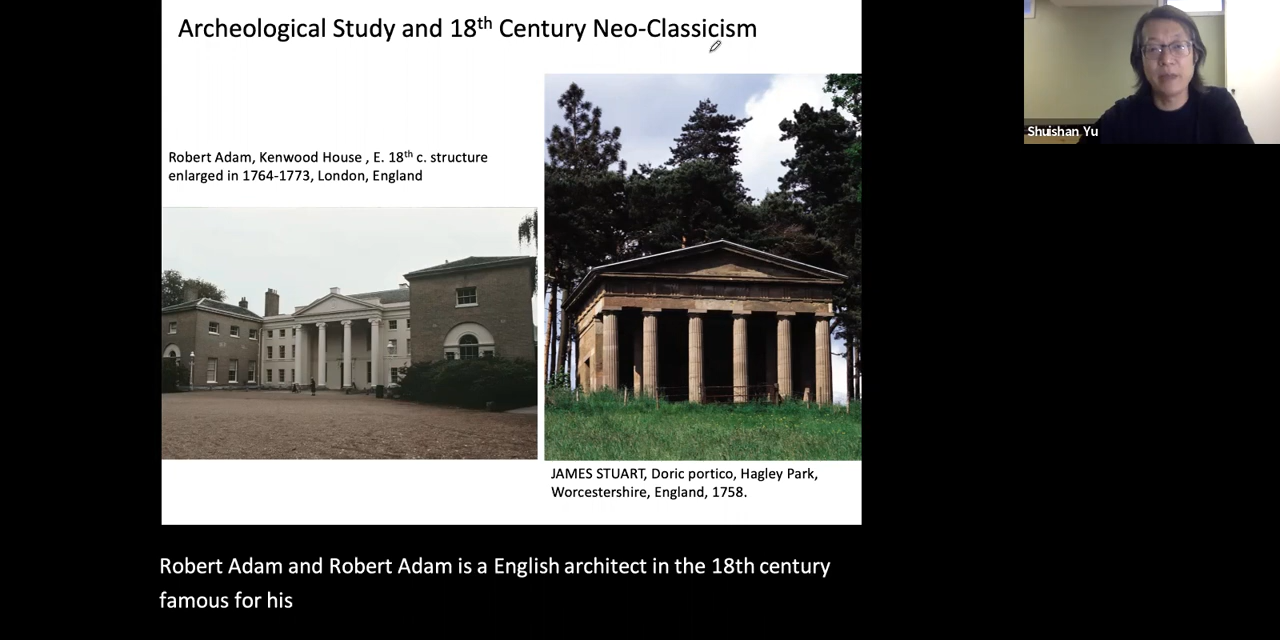 Archeological Study and 18th Century Neo-Classicism
Shuishan Yu
Robert Adam, Kenwood House , E. 18th c. structure
enlarged in 1764-1773, London, England
JAMES STUART, Doric portico, Hagley Park,
Worcestershire, England, 1758.
Robert Adam and Robert Adam is a English architect in the 18th century
famous for his